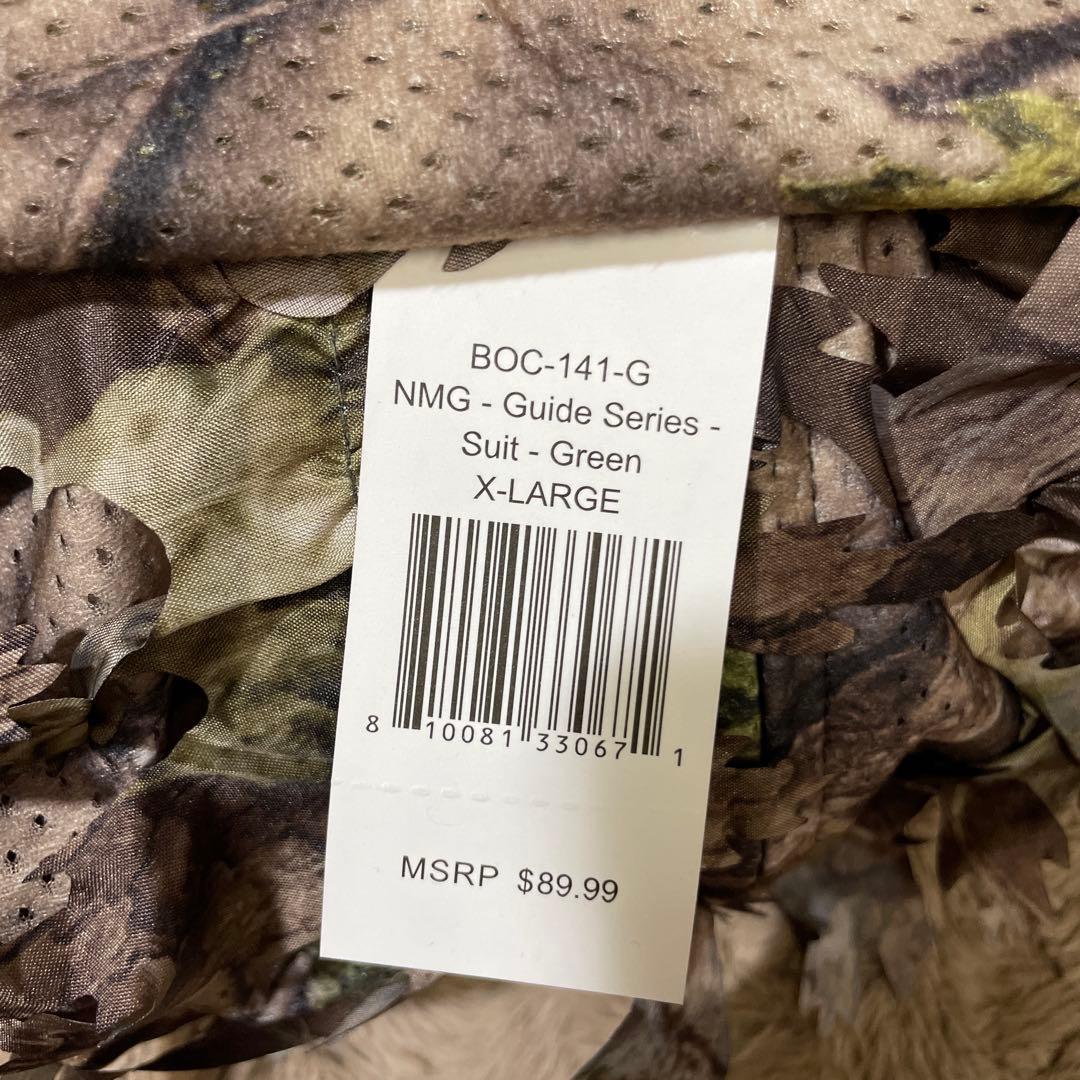 BOC-141-G
NMG - Guide Series -
Suit - Green
X-LARGE
8 10081 33067 1
MSRP $89.99